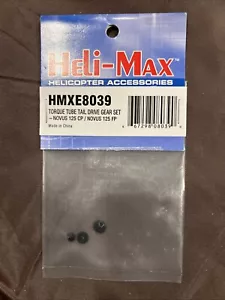 HELI-MAX™
HELICOPTER ACCESSORIES
HMXE8039
TORQUE TUBE TAIL DRIVE GEAR SET
- NOVUS 125 CP / NOVUS 125 FP
Made in China